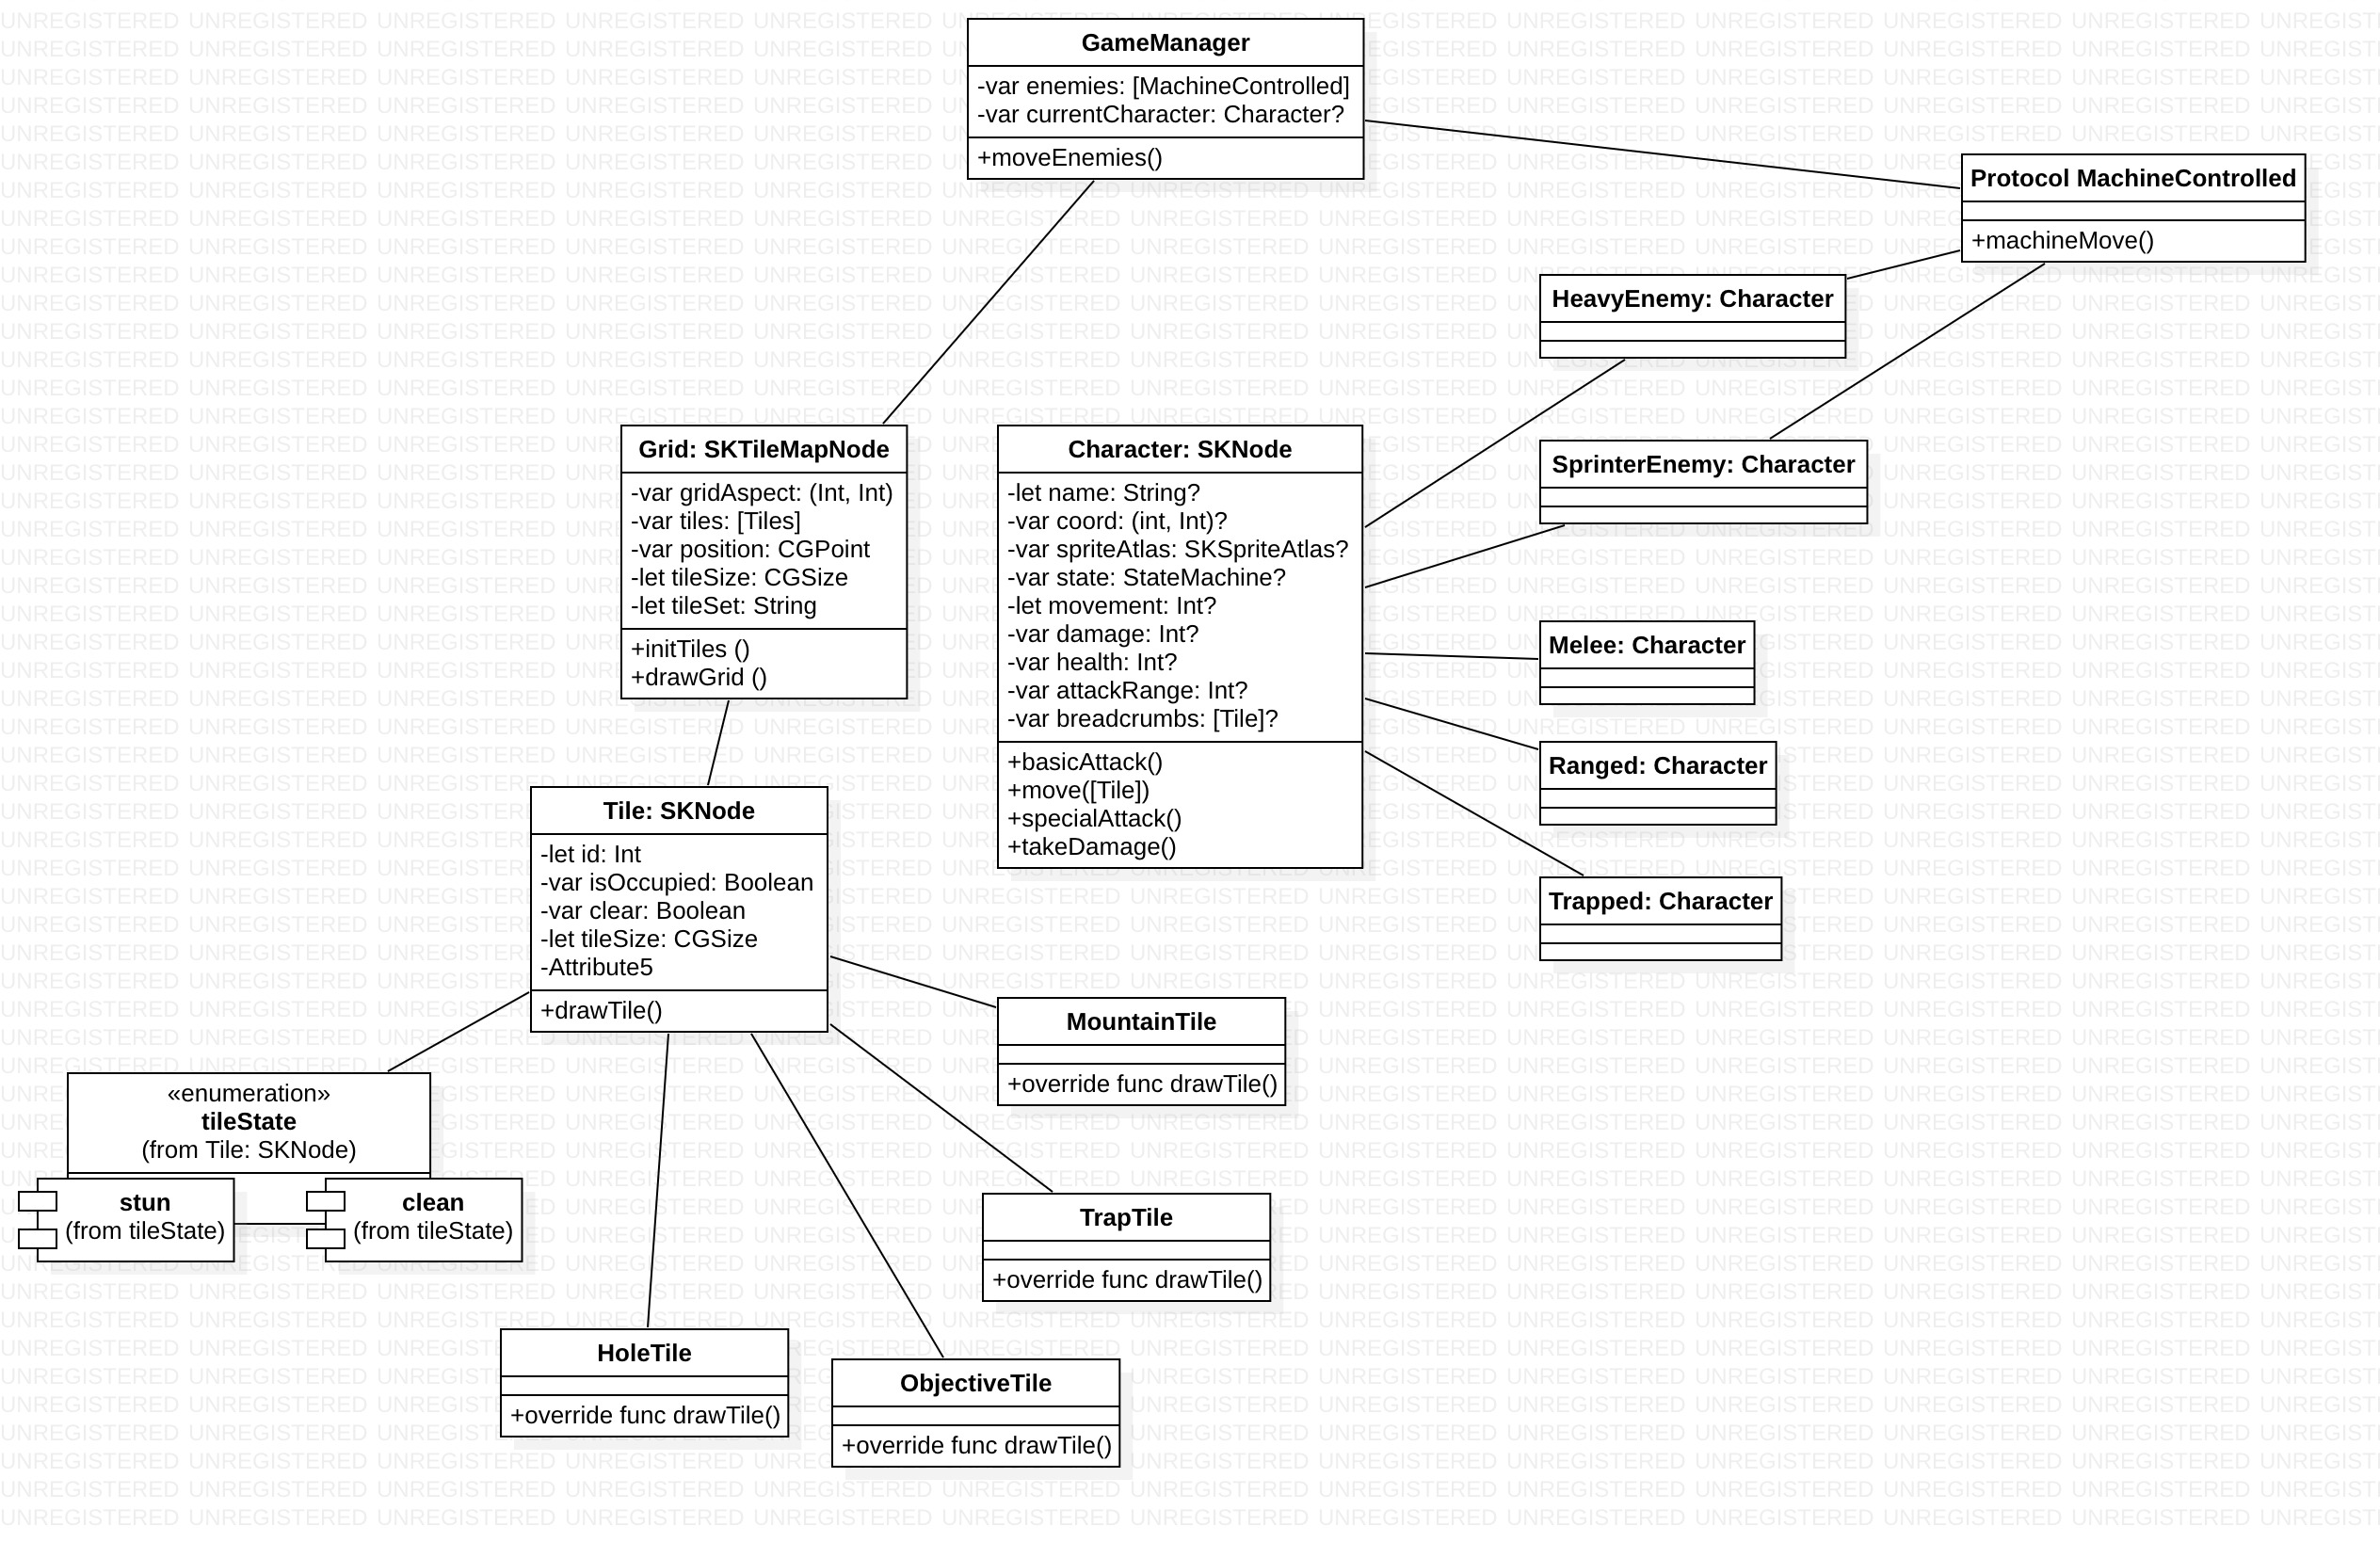 GameManager
-var enemies: [MachineControlled]
-var currentCharacter: Character?
+moveEnemies()
Protocol MachineControlled
+machineMove()
HeavyEnemy: Character
Grid: SKTileMapNode
-var gridAspect: (Int, Int)
-var tiles: [Tiles]
-var position: CGPoint
-let tileSize: CGSize
-let tileSet: String
+initTiles ()
+drawGrid ()
Character: SKNode
-let name: String?
-var coord: (int, Int)?
-var spriteAtlas: SKSpriteAtlas?
-var state: StateMachine?
-let movement: Int?
-var damage: Int?
-var health: Int?
-var attackRange: Int?
-var breadcrumbs: [Tile]?
+basicAttack()
+move([Tile])
+specialAttack()
+takeDamage()
SprinterEnemy: Character
Melee: Character
Ranged: Character
Trapped: Character
Tile: SKNode
-let id: Int
-var isOccupied: Boolean
-var clear: Boolean
-let tileSize: CGSize
-Attribute5
+drawTile()
MountainTile
+override func drawTile()
«enumeration»
tileState
(from Tile: SKNode)
stun
(from tileState)
clean
(from tileState)
TrapTile
+override func drawTile()
HoleTile
+override func drawTile()
ObjectiveTile
+override func drawTile()
UNREGISTERED